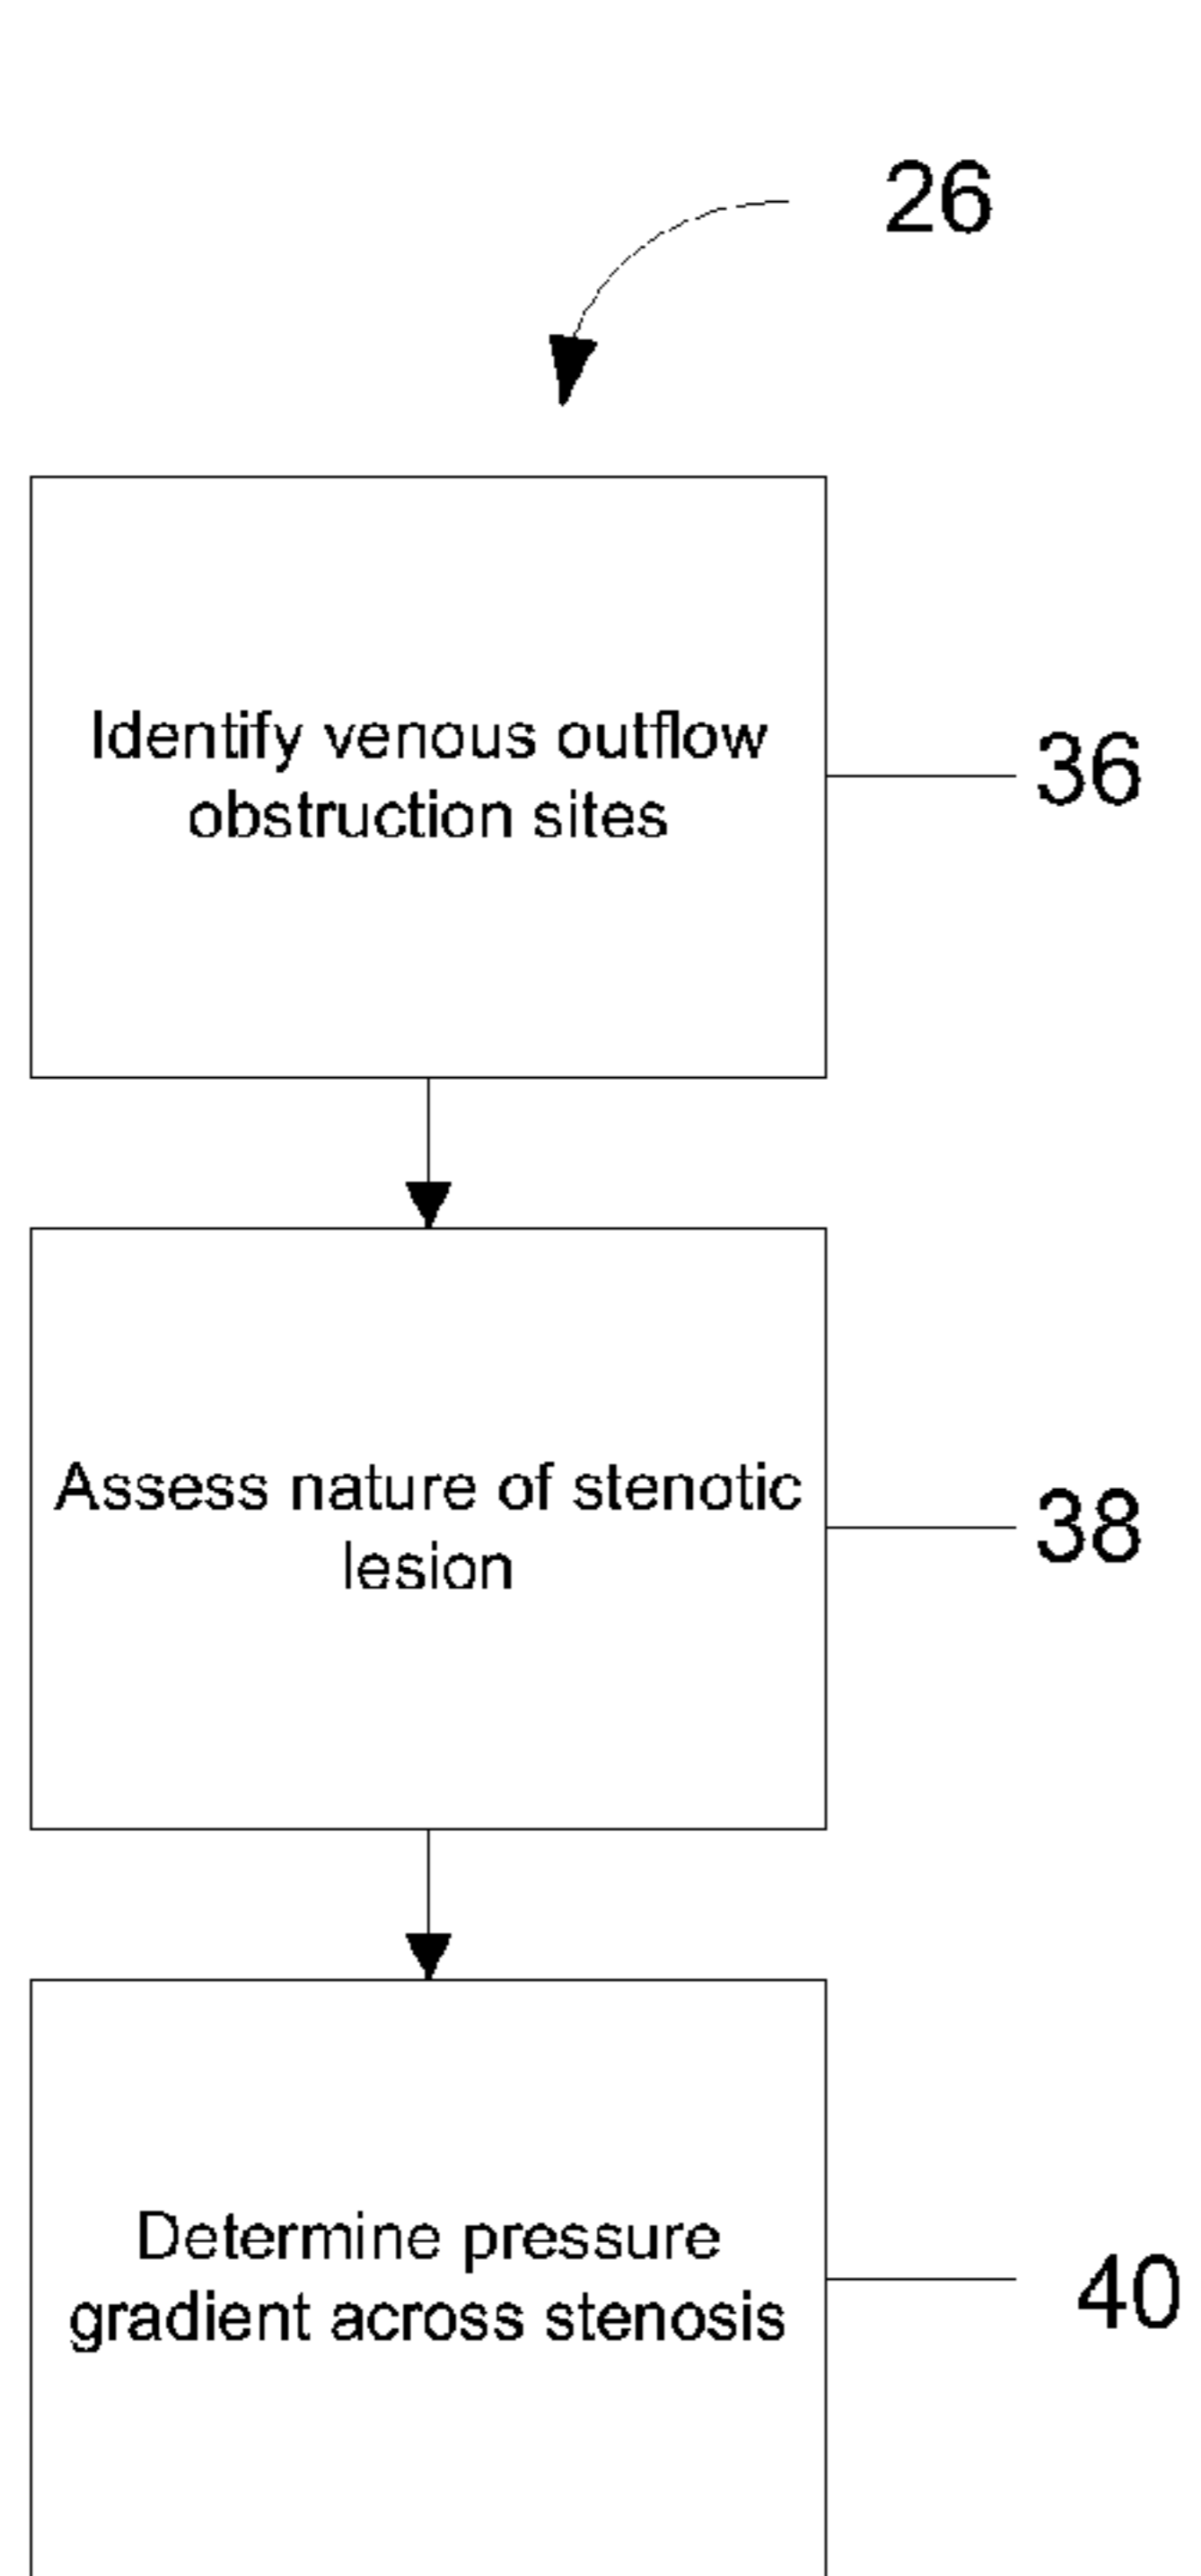 26
Identify venous outflow
obstruction sites
36
Assess nature of stenotic
lesion
38
Determine pressure
gradient across stenosis
40